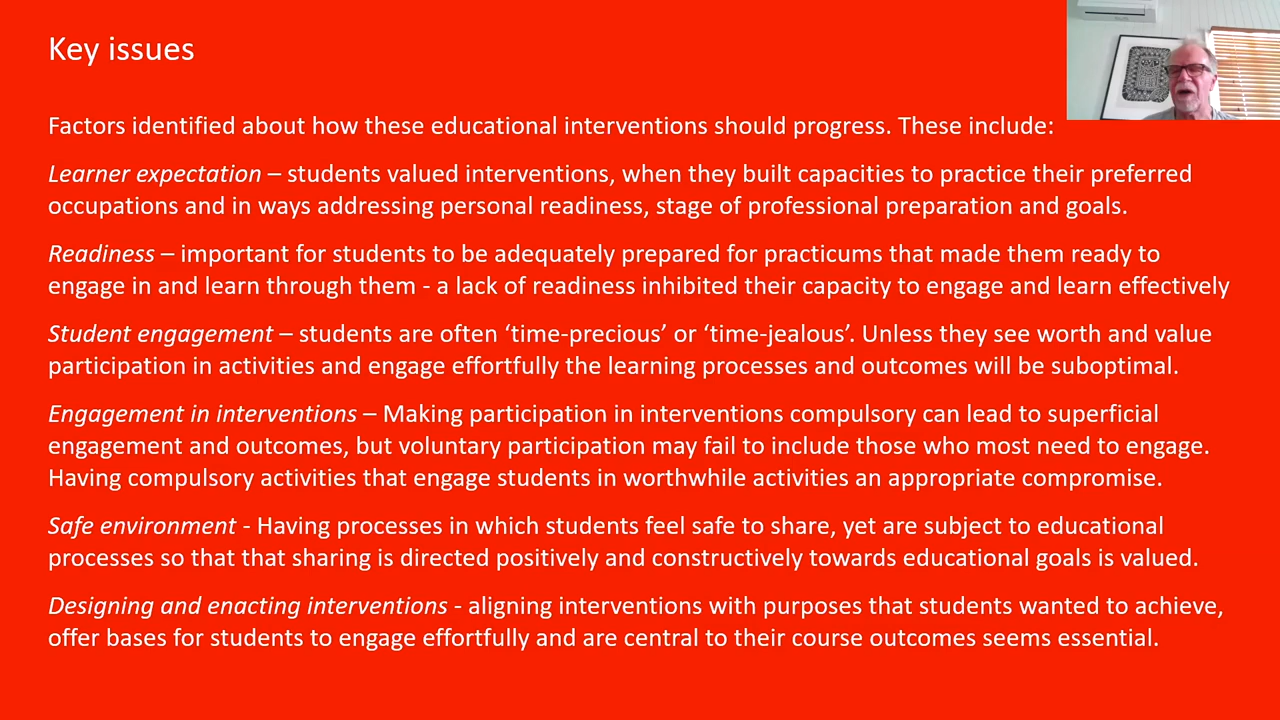 Key issues
Factors identified about how these educational interventions should progress. These include:
Learner expectation – students valued interventions, when they built capacities to practice their preferred
occupations and in ways addressing personal readiness, stage of professional preparation and goals.
Readiness – important for students to be adequately prepared for practicums that made them ready to
engage in and learn through them - a lack of readiness inhibited their capacity to engage and learn effectively
Student engagement – students are often ‘time-precious’ or ‘time-jealous’. Unless they see worth and value
participation in activities and engage effortfully the learning processes and outcomes will be suboptimal.
Engagement in interventions – Making participation in interventions compulsory can lead to superficial
engagement and outcomes, but voluntary participation may fail to include those who most need to engage.
Having compulsory activities that engage students in worthwhile activities an appropriate compromise.
Safe environment - Having processes in which students feel safe to share, yet are subject to educational
processes so that that sharing is directed positively and constructively towards educational goals is valued.
Designing and enacting interventions - aligning interventions with purposes that students wanted to achieve,
offer bases for students to engage effortfully and are central to their course outcomes seems essential.